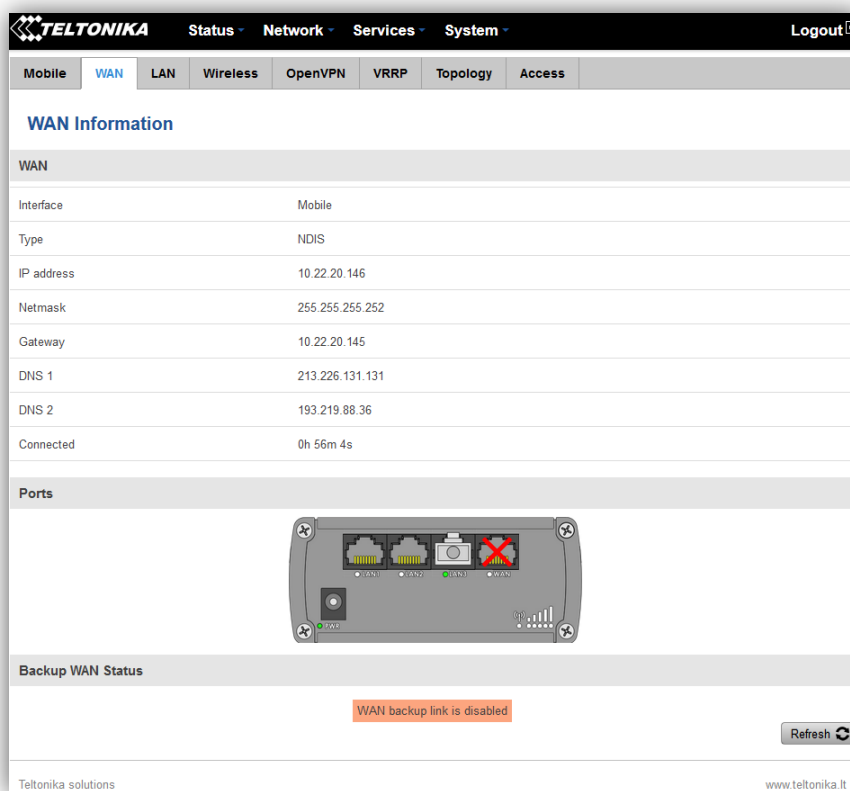 TELTONIKA Status Network Services System Logout
Mobile WAN LAN Wireless OpenVPN VRRP Topology Access
WAN Information
WAN
Interface Mobile
Type NDIS
IP address 10.22.20.146
Netmask 255.255.255.252
Gateway 10.22.20.145
DNS 1 213.226.131.131
DNS 2 193.219.88.36
Connected 0h 56m 4s
Ports
LAN1 LAN2 LAN3 WAN
PWR
Backup WAN Status
WAN backup link is disabled
Refresh
Teltonika solutions www.teltonika.lt